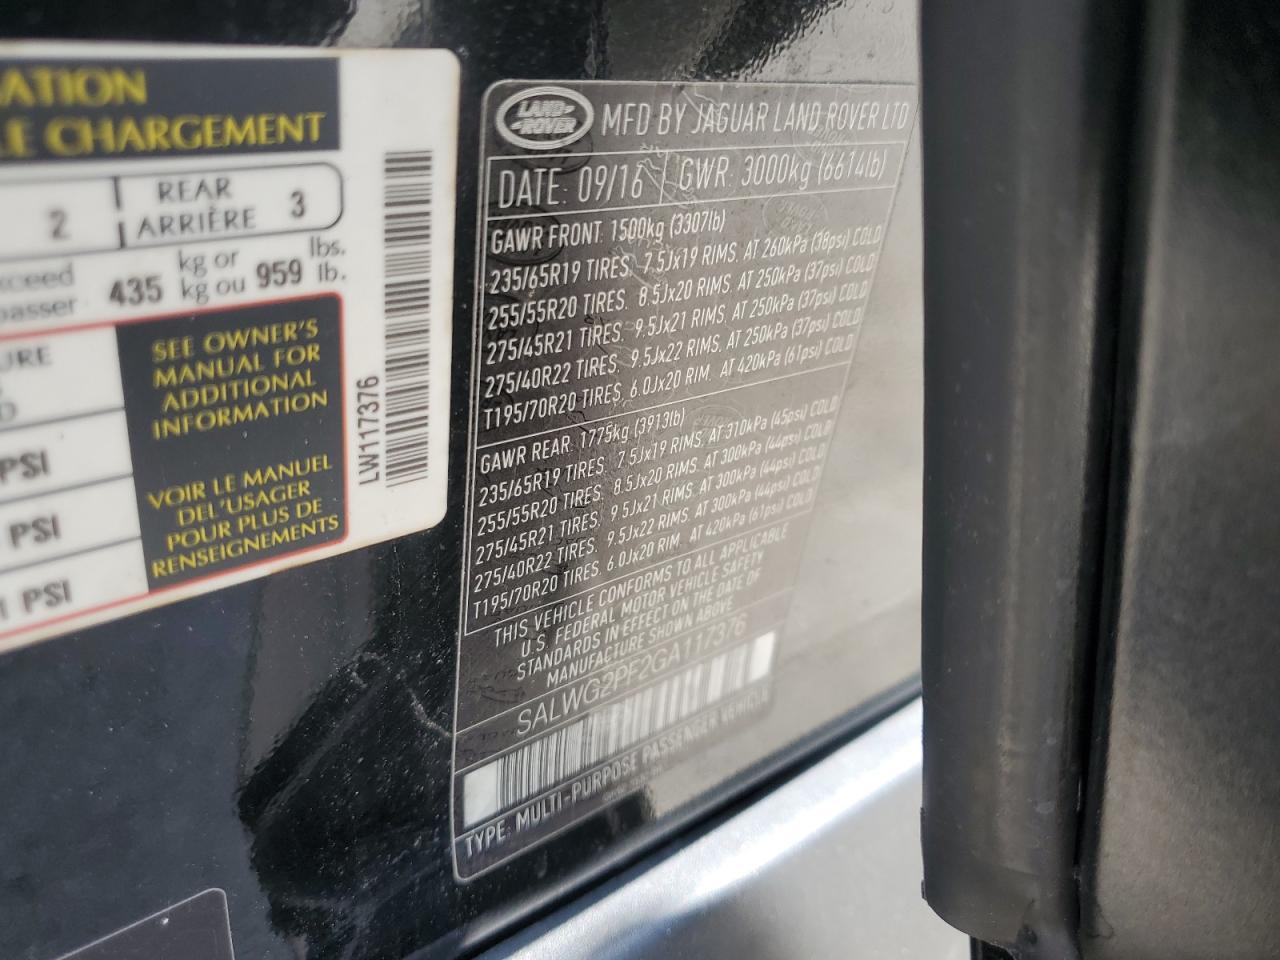 ATION
LE CHARGEMENT
2
REAR
ARRIÈRE 3
xceed
passer 435 kg or
kg ou 959 lbs.
lb.
URE
D
PSI
PSI
1 PSI
SEE OWNER'S
MANUAL FOR
ADDITIONAL
INFORMATION
VOIR LE MANUEL
DEL'USAGER
POUR PLUS DE
RENSEIGNEMENTS
LW117376
LAND-
-ROVER
MFD BY JAGUAR LAND ROVER LTD
DATE: 09/16 GWR: 3000kg (6614lb)
GAWR FRONT: 1500kg (3307lb)
235/65R19 TIRES, 7.5Jx19 RIMS, AT 260kPa (38psi) COLD
255/55R20 TIRES, 8.5Jx20 RIMS, AT 250kPa (37psi) COLD
275/45R21 TIRES, 9.5Jx21 RIMS, AT 250kPa (37psi) COLD
275/40R22 TIRES, 9.5Jx22 RIMS, AT 250kPa (37psi) COLD
T195/70R20 TIRES, 6.0Jx20 RIM, AT 420kPa (61psi) COLD
GAWR REAR: 1775kg (3913lb)
235/65R19 TIRES, 7.5Jx19 RIMS, AT 310kPa (45psi) COLD
255/55R20 TIRES, 8.5Jx20 RIMS, AT 300kPa (44psi) COLD
275/45R21 TIRES, 9.5Jx21 RIMS, AT 300kPa (44psi) COLD
275/40R22 TIRES, 9.5Jx22 RIMS, AT 300kPa (44psi) COLD
T195/70R20 TIRES, 6.0Jx20 RIM, AT 420kPa (61psi) COLD
THIS VEHICLE CONFORMS TO ALL APPLICABLE
U.S. FEDERAL MOTOR VEHICLE SAFETY
STANDARDS IN EFFECT ON THE DATE OF
MANUFACTURE SHOWN ABOVE
SALWG2PF2GA117376
TYPE: MULTI-PURPOSE PASSENGER VEHICLE